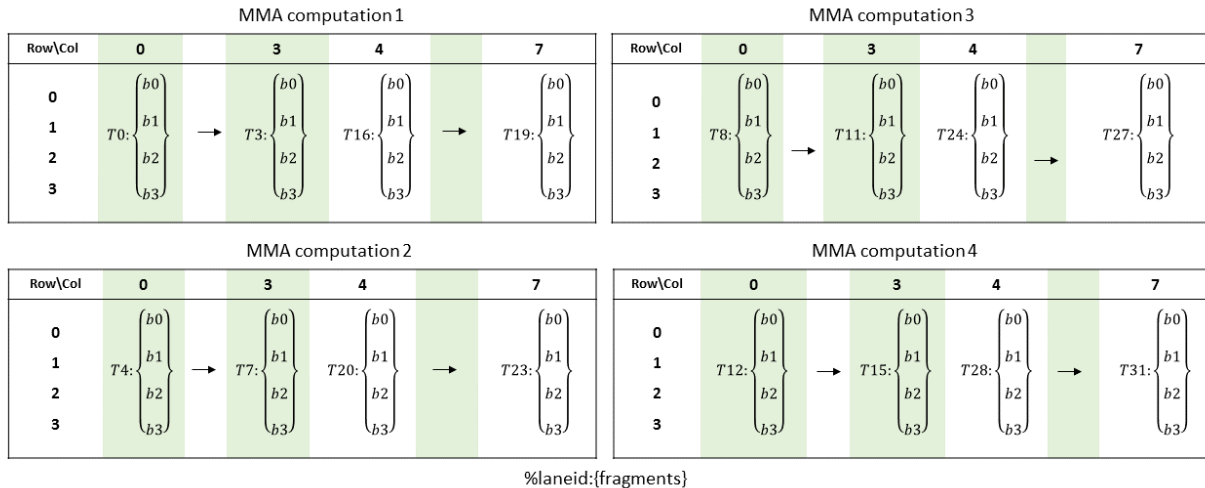 MMA computation 1
Row\Col 0 3 4 7
0
1
2
3
T0: {b0 b1 b2 b3} → T3: {b0 b1 b2 b3} T16: {b0 b1 b2 b3} → T19: {b0 b1 b2 b3}
MMA computation 3
Row\Col 0 3 4 7
0
1
2
3
T8: {b0 b1 b2 b3} → T11: {b0 b1 b2 b3} T24: {b0 b1 b2 b3} → T27: {b0 b1 b2 b3}
MMA computation 2
Row\Col 0 3 4 7
0
1
2
3
T4: {b0 b1 b2 b3} → T7: {b0 b1 b2 b3} T20: {b0 b1 b2 b3} → T23: {b0 b1 b2 b3}
MMA computation 4
Row\Col 0 3 4 7
0
1
2
3
T12: {b0 b1 b2 b3} → T15: {b0 b1 b2 b3} T28: {b0 b1 b2 b3} → T31: {b0 b1 b2 b3}
%laneid:{fragments}